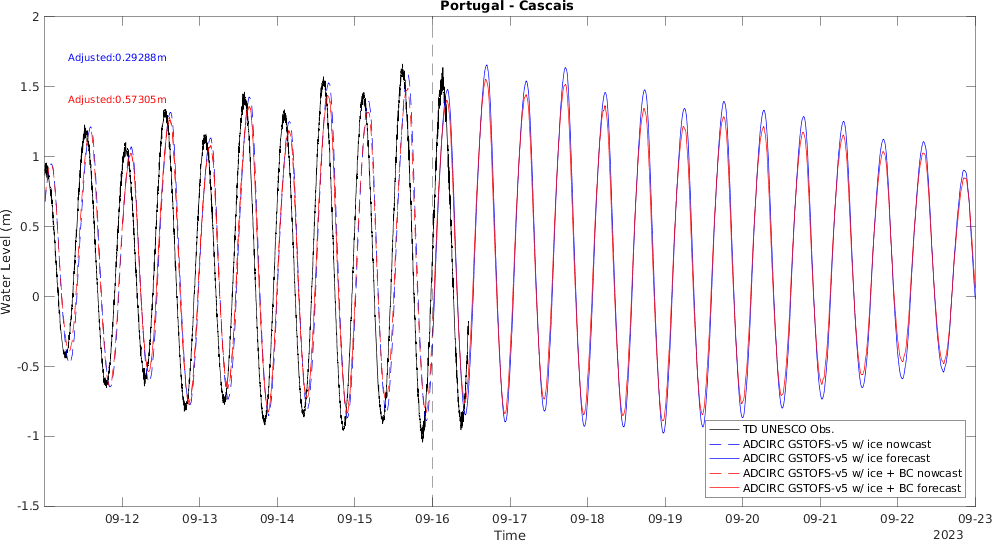 Portugal - Cascais
Adjusted:0.29288m
Adjusted:0.57305m
Water Level (m)
2
1.5
1
0.5
0
-0.5
-1
-1.5
TD UNESCO Obs.
ADCIRC GSTOFS-v5 w/ ice nowcast
ADCIRC GSTOFS-v5 w/ ice forecast
ADCIRC GSTOFS-v5 w/ ice + BC nowcast
ADCIRC GSTOFS-v5 w/ ice + BC forecast
09-12 09-13 09-14 09-15 09-16 09-17 09-18 09-19 09-20 09-21 09-22 09-23
Time
2023